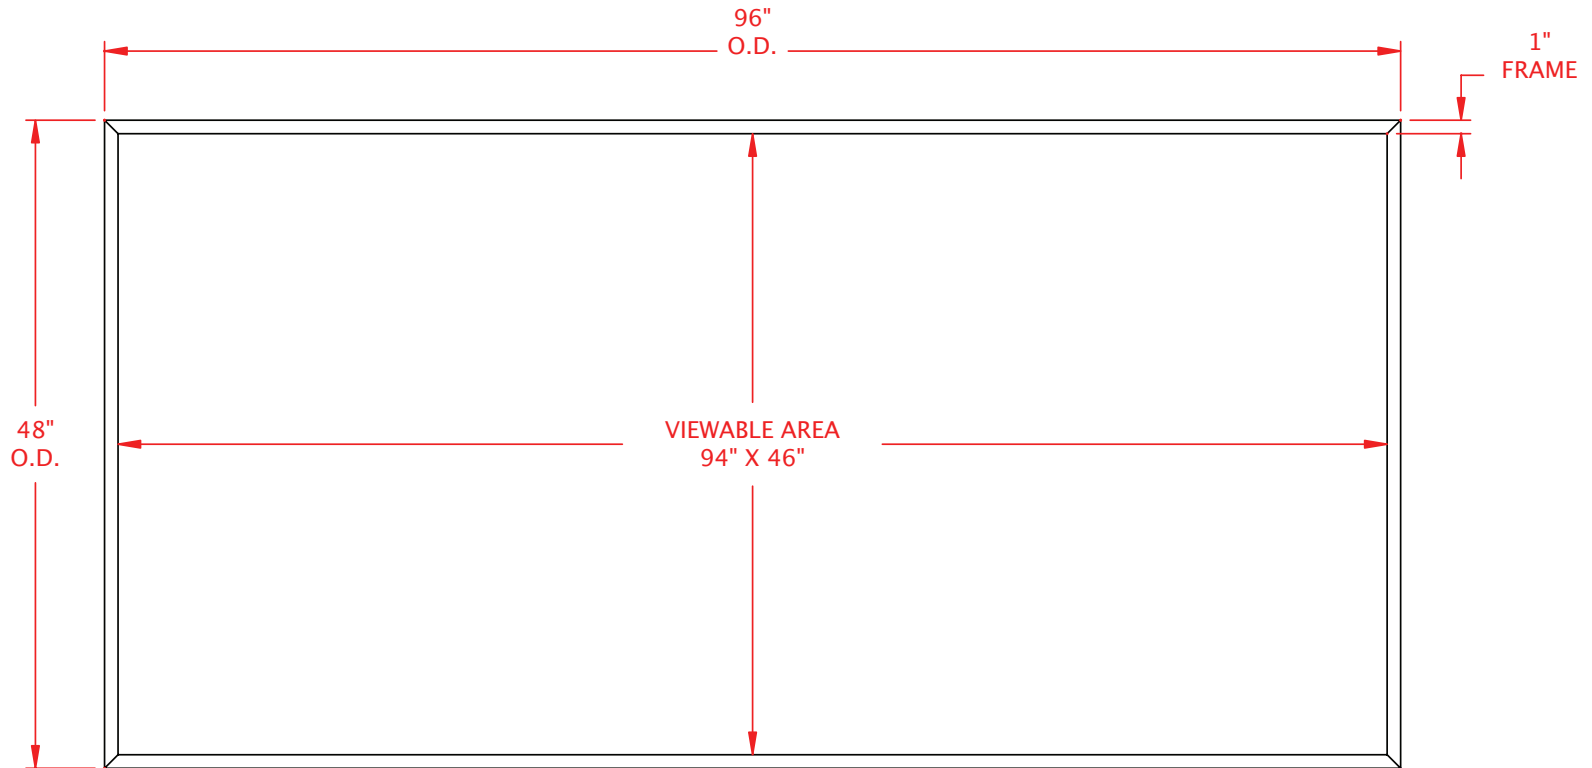 96"
O.D.
1"
FRAME
48"
O.D.
VIEWABLE AREA
94" X 46"